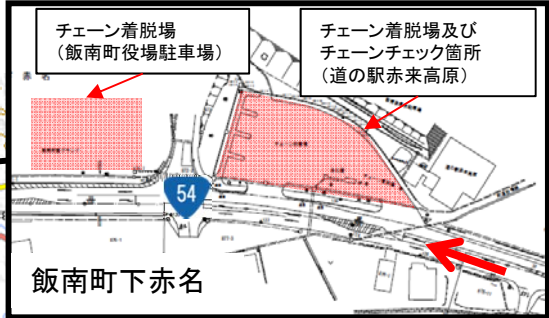 チェーン着脱場
(飯南町役場駐車場)
チェーン着脱場及び
チェーンチェック箇所
(道の駅赤来高原)
赤 名
54
飯南町下赤名